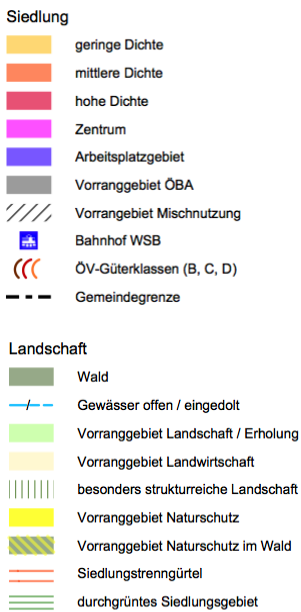 Siedlung
geringe Dichte
mittlere Dichte
hohe Dichte
Zentrum
Arbeitsplatzgebiet
Vorranggebiet ÖBA
Vorrangebiet Mischnutzung
Bahnhof WSB
ÖV-Güterklassen (B, C, D)
Gemeindegrenze
Landschaft
Wald
Gewässer offen / eingedolt
Vorranggebiet Landschaft / Erholung
Vorranggebiet Landwirtschaft
besonders strukturreiche Landschaft
Vorranggebiet Naturschutz
Vorranggebiet Naturschutz im Wald
Siedlungstrenngürtel
durchgrüntes Siedlungsgebiet